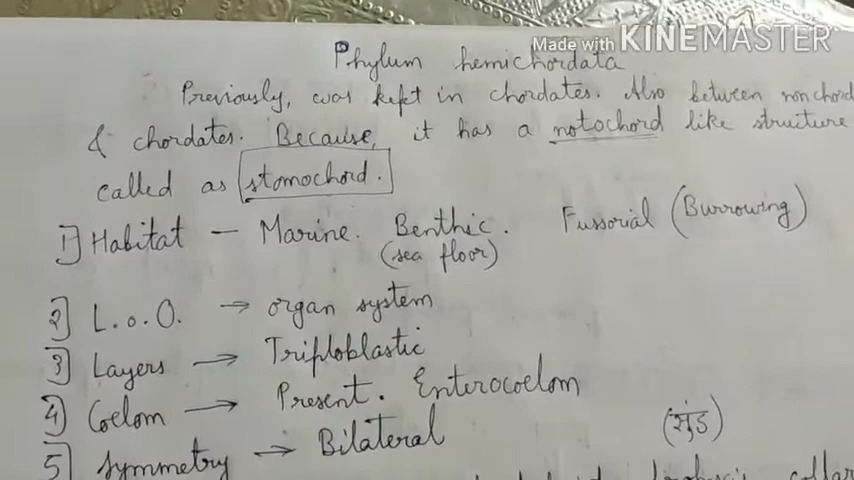 Made with KINEMASTER
Phylum hemichordata
Previously, was kept in chordates. Also between nonchord
& chordates. Because, it has a notochord like structure
called as stomochord.
1] Habitat — Marine. Benthic. Fussorial (Burrowing)
(sea floor)
2] L.o.O. → organ system
3] Layers → Triploblastic
4] Coelom → Present. Enterocoelom
5] Symmetry → Bilateral (सुंड)
collar